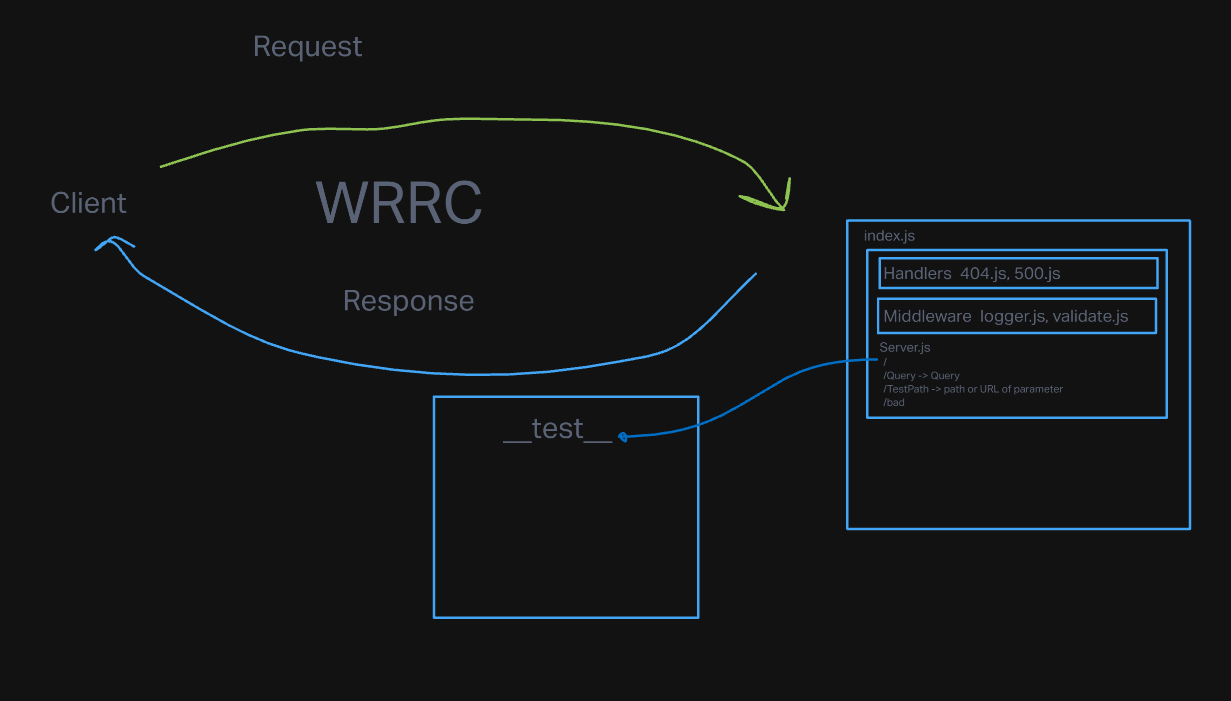 Request
Client
WRRC
Response
index.js
Handlers 404.js, 500.js
Middleware logger.js, validate.js
Server.js
/
/Query -> Query
/TestPath -> path or URL of parameter
/bad
__test__